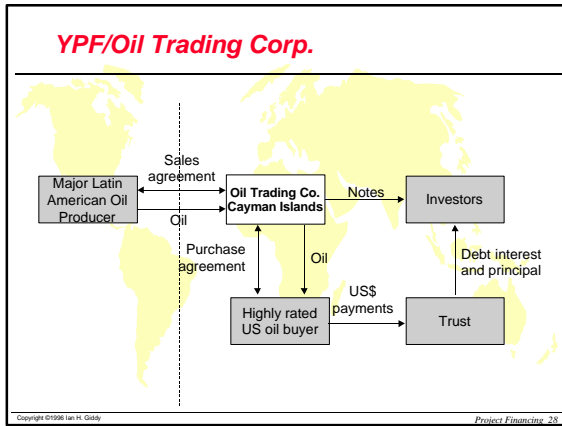 YPF/Oil Trading Corp.
Sales
agreement
Major Latin
American Oil
Producer
Oil
Oil Trading Co.
Cayman Islands
Notes
Investors
Purchase
agreement
Oil
Debt interest
and principal
Highly rated
US oil buyer
US$
payments
Trust
Copyright ©1996 Ian H. Giddy
Project Financing 28